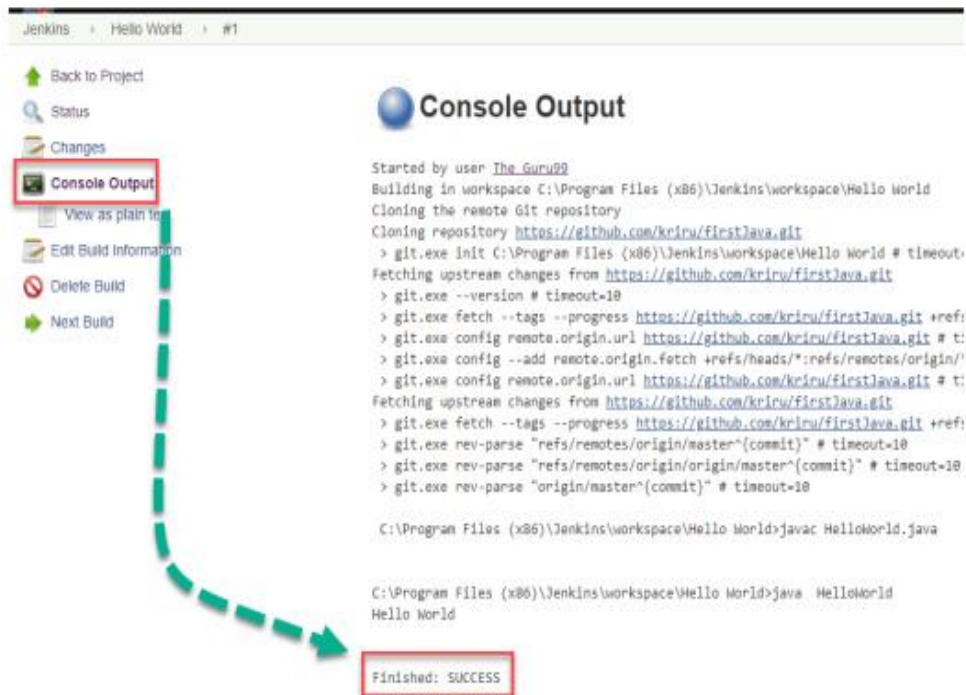 Jenkins
Hello World
#1
Back to Project
Status
Changes
Console Output
View as plain te
Edit Build Information
Delete Build
Next Build
Console Output
Started by user The Guru99
Building in workspace C:\Program Files (x86)\Jenkins\workspace\Hello World
Cloning the remote Git repository
Cloning repository https://github.com/kriru/firstJava.git
> git.exe init C:\Program Files (x86)\Jenkins\workspace\Hello World # timeout=
Fetching upstream changes from https://github.com/kriru/firstJava.git
> git.exe --version # timeout=10
> git.exe fetch --tags --progress https://github.com/kriru/firstJava.git +refs
> git.exe config remote.origin.url https://github.com/kriru/firstJava.git # ti
> git.exe config --add remote.origin.fetch +refs/heads/*:refs/remotes/origin/*
> git.exe config remote.origin.url https://github.com/kriru/firstJava.git # ti
Fetching upstream changes from https://github.com/kriru/firstJava.git
> git.exe fetch --tags --progress https://github.com/kriru/firstJava.git +refs
> git.exe rev-parse "refs/remotes/origin/master^{commit}" # timeout=10
> git.exe rev-parse "refs/remotes/origin/origin/master^{commit}" # timeout=10
> git.exe rev-parse "origin/master^{commit}" # timeout=10
C:\Program Files (x86)\Jenkins\workspace\Hello World>javac HelloWorld.java
C:\Program Files (x86)\Jenkins\workspace\Hello World>java HelloWorld
Hello World
Finished: SUCCESS